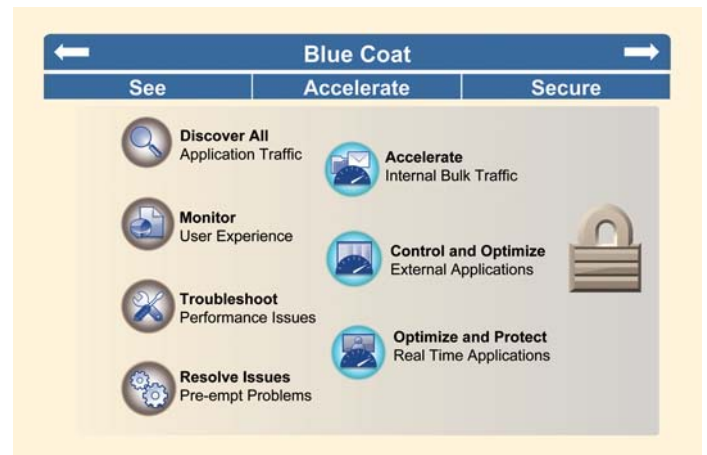 Blue Coat
See
Accelerate
Secure
Discover All
Application Traffic
Monitor
User Experience
Troubleshoot
Performance Issues
Resolve Issues
Pre-empt Problems
Accelerate
Internal Bulk Traffic
Control and Optimize
External Applications
Optimize and Protect
Real Time Applications